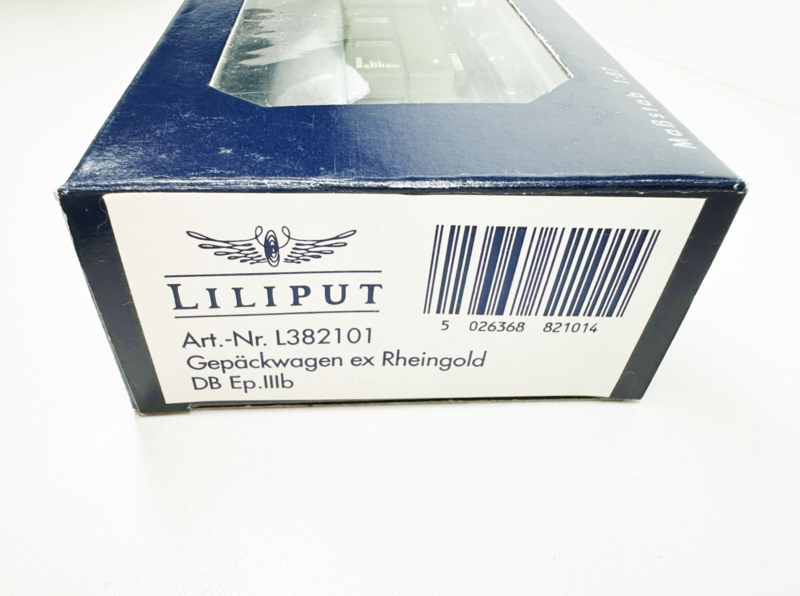 Maßstab 1:87
LILIPUT
Art.-Nr. L382101
Gepäckwagen ex Rheingold
DB Ep.IIIb
5 026368 821014